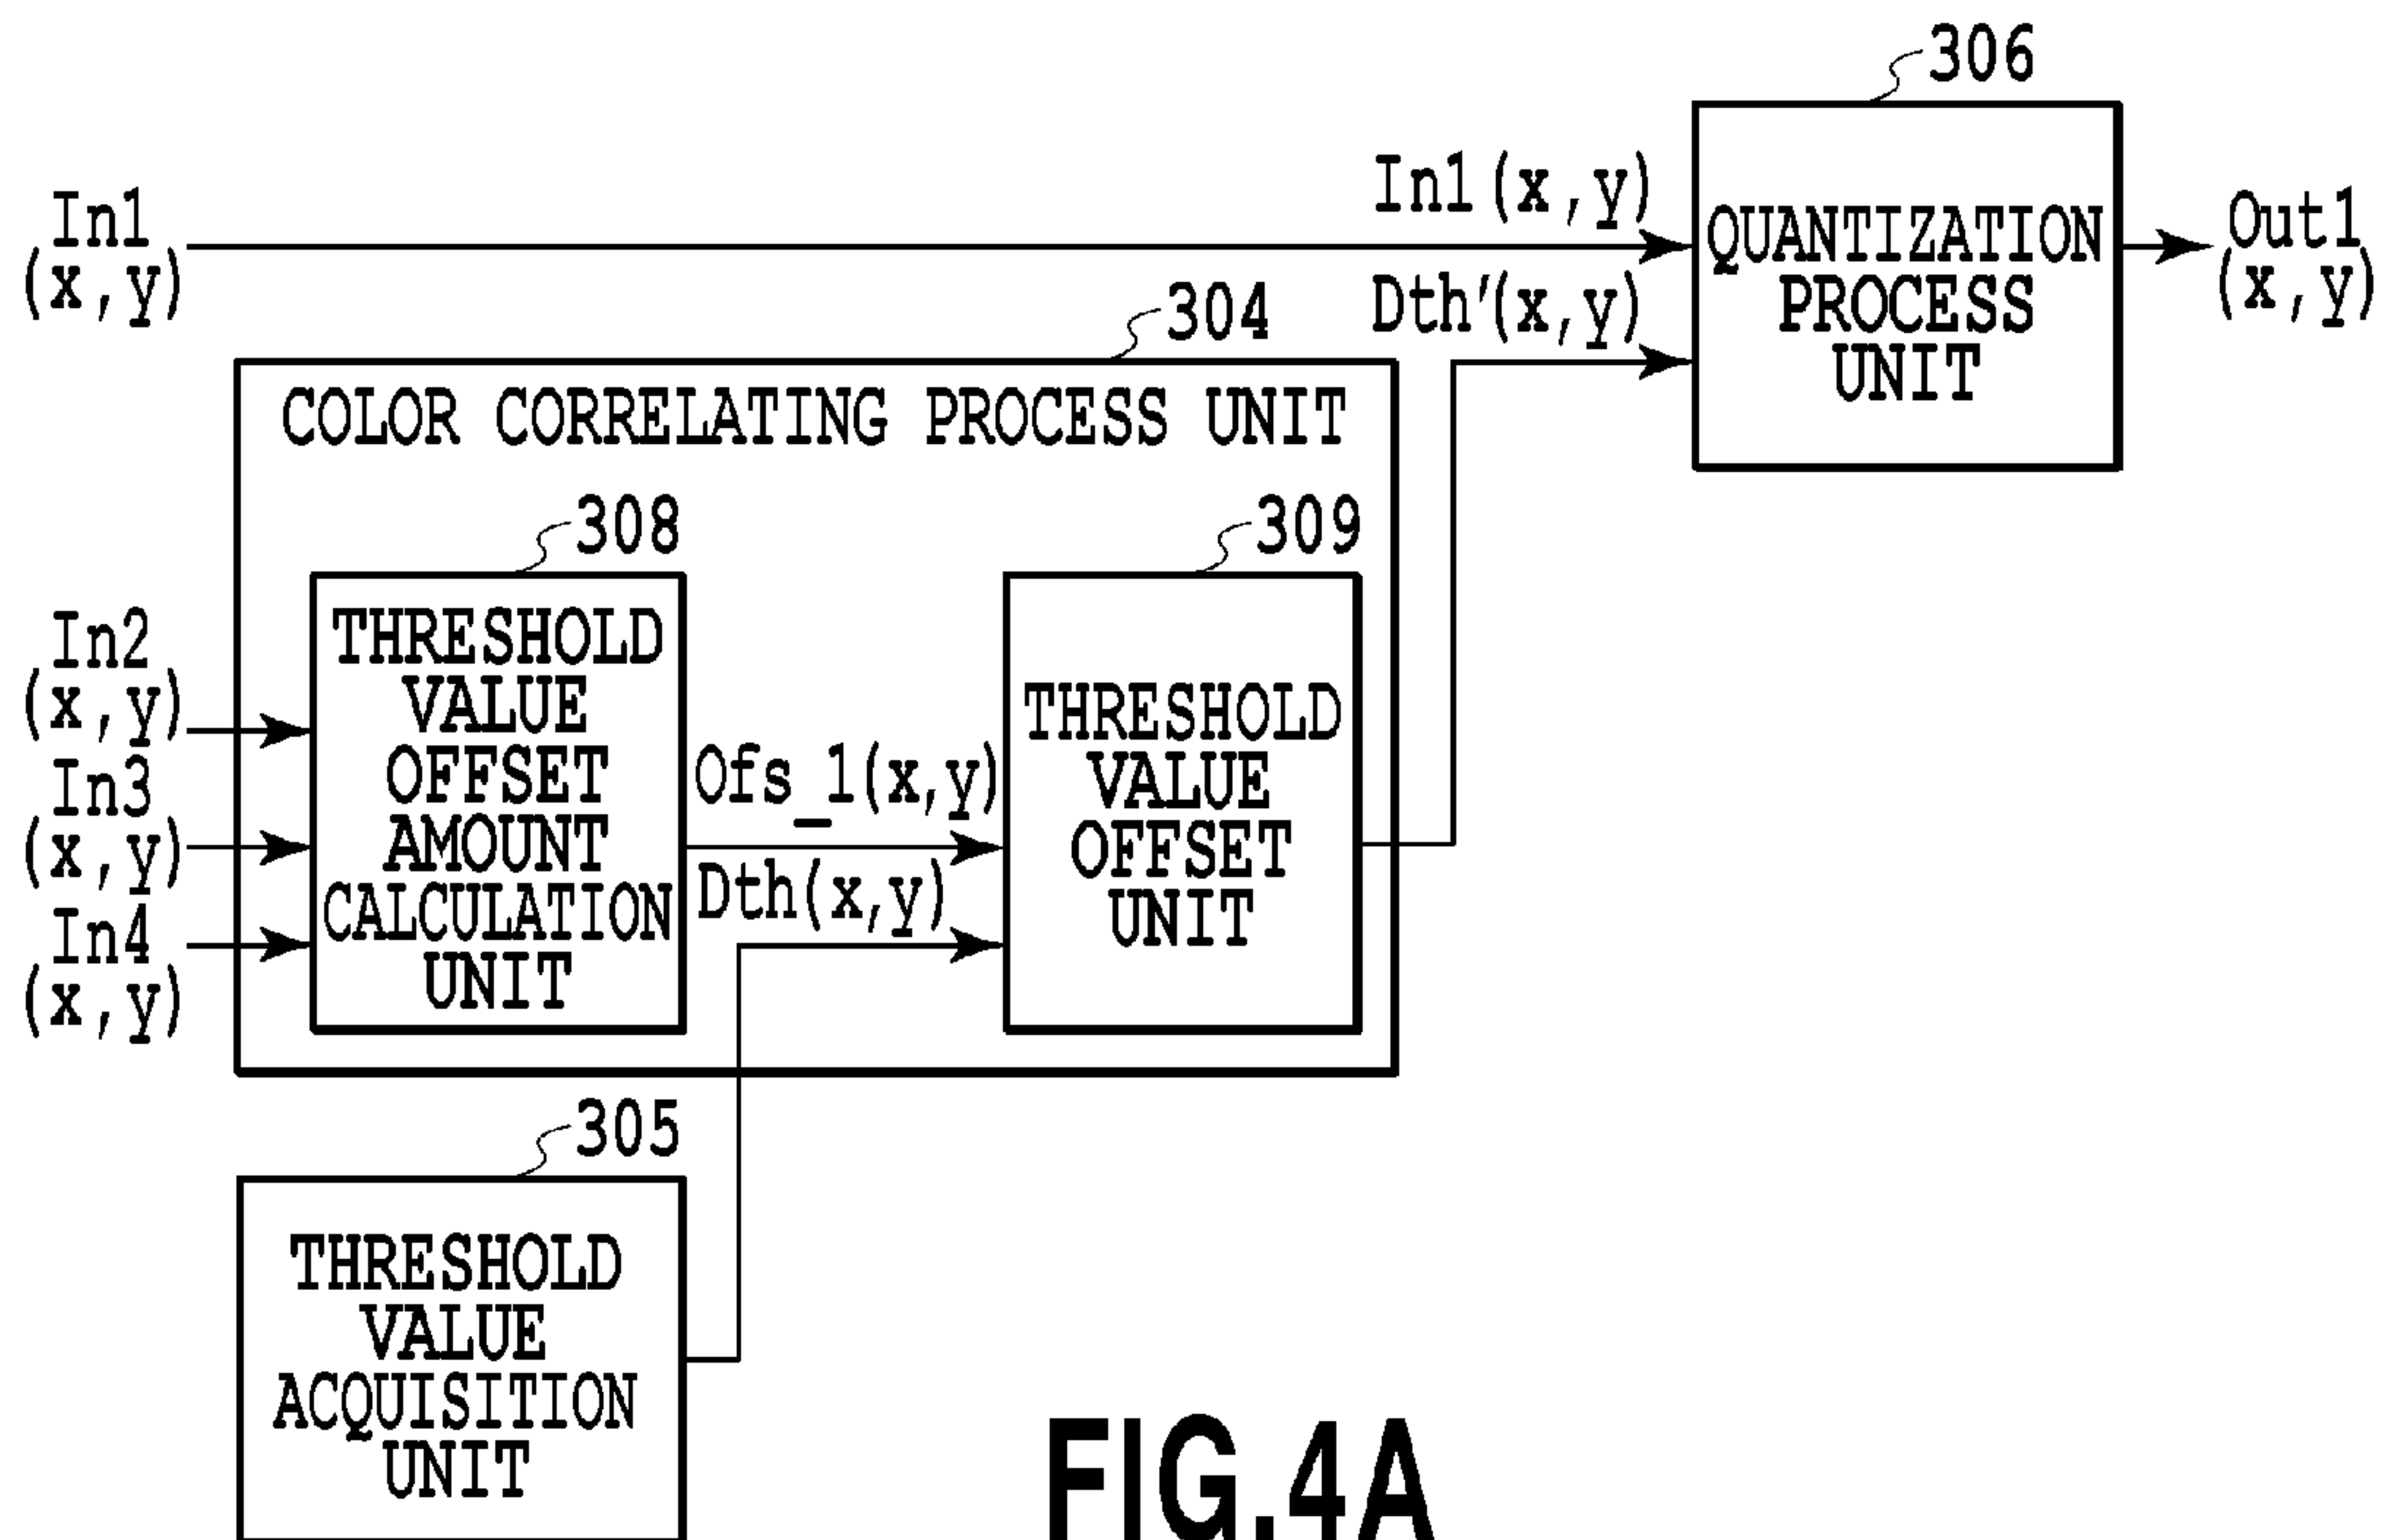 306
In1
(x,y)
In1(x,y)
Dth'(x,y)
QUANTIZATION
PROCESS
UNIT
Out1
(x,y)
304
COLOR CORRELATING PROCESS UNIT
308
309
In2
(x,y)
In3
(x,y)
In4
(x,y)
THRESHOLD
VALUE
OFFSET
AMOUNT
CALCULATION
UNIT
Ofs_1(x,y)
Dth(x,y)
THRESHOLD
VALUE
OFFSET
UNIT
305
THRESHOLD
VALUE
ACQUISITION
UNIT
FIG.4A